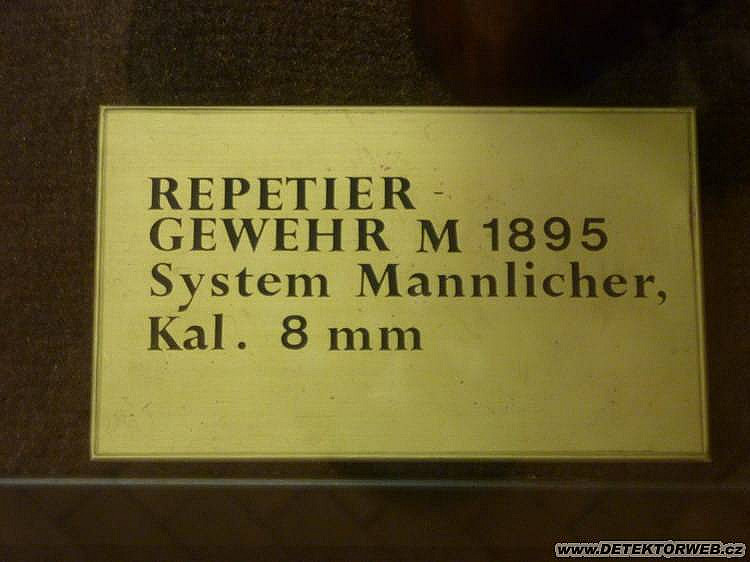 REPETIER -
GEWEHR M 1895
System Mannlicher,
Kal. 8 mm
www.DETEKTORWEB.cz